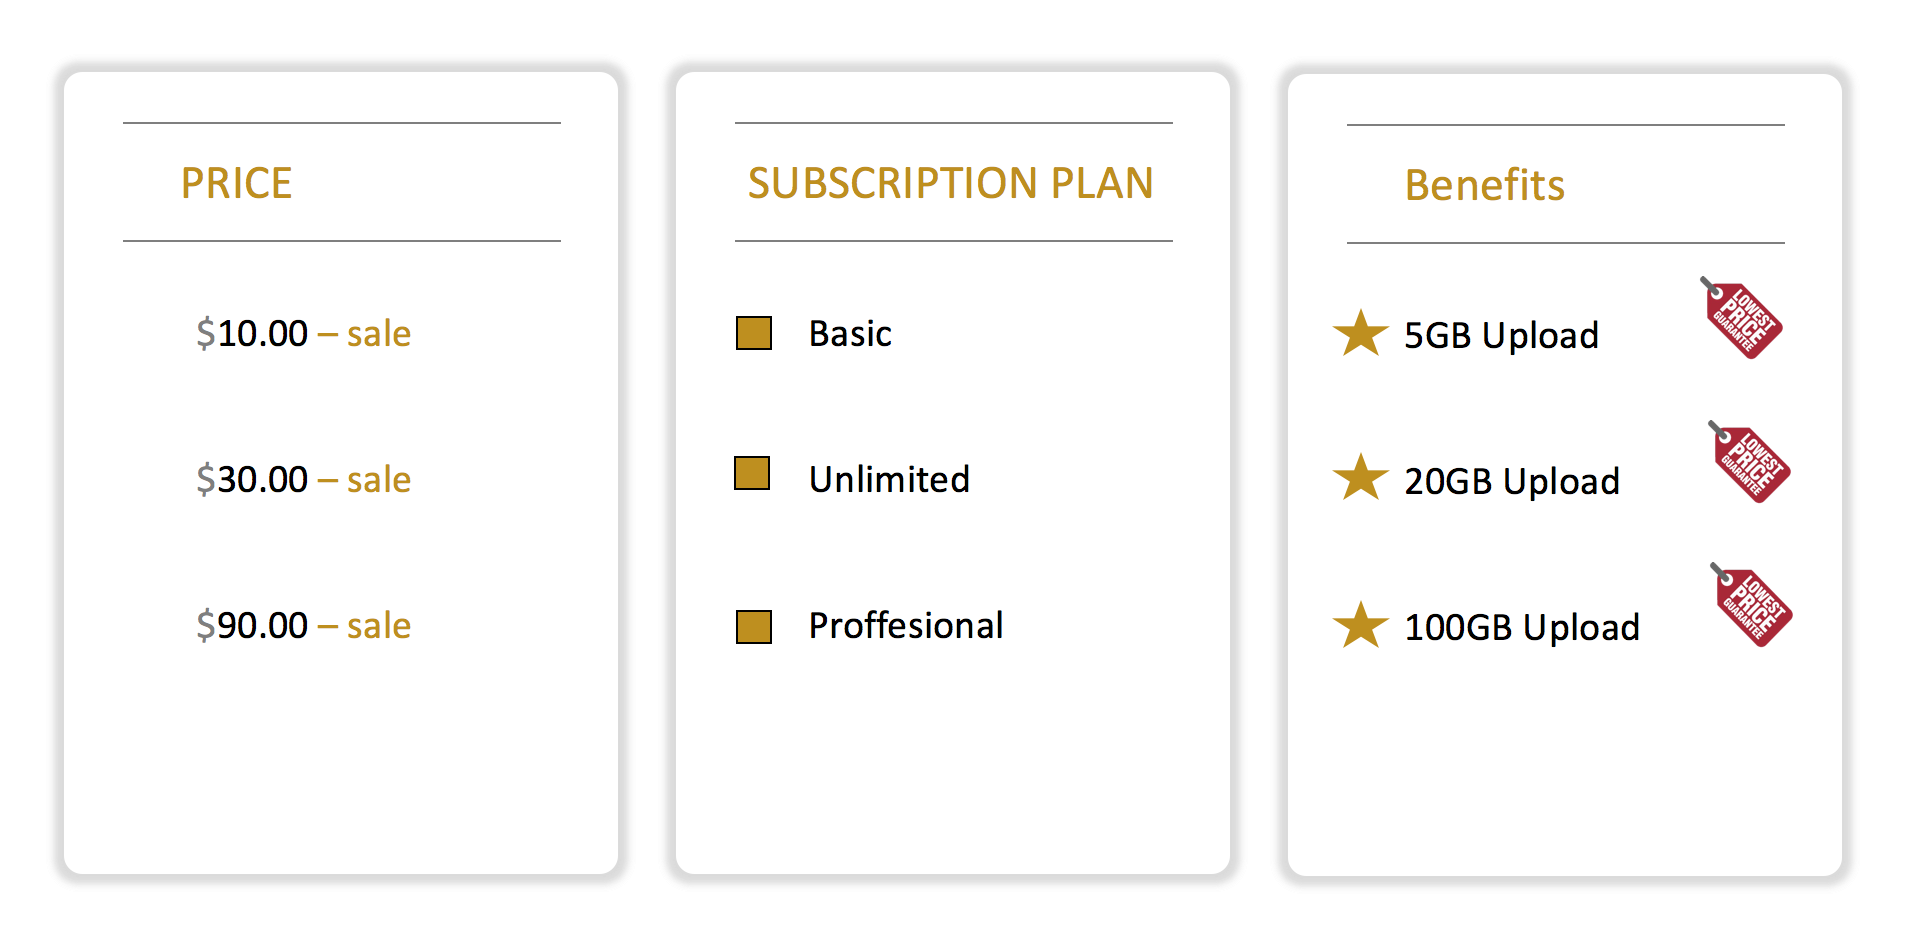 PRICE
$10.00 – sale
$30.00 – sale
$90.00 – sale
SUBSCRIPTION PLAN
Basic
Unlimited
Proffesional
Benefits
5GB Upload
LOWEST
PRICE
GUARANTEE
20GB Upload
LOWEST
PRICE
GUARANTEE
100GB Upload
LOWEST
PRICE
GUARANTEE